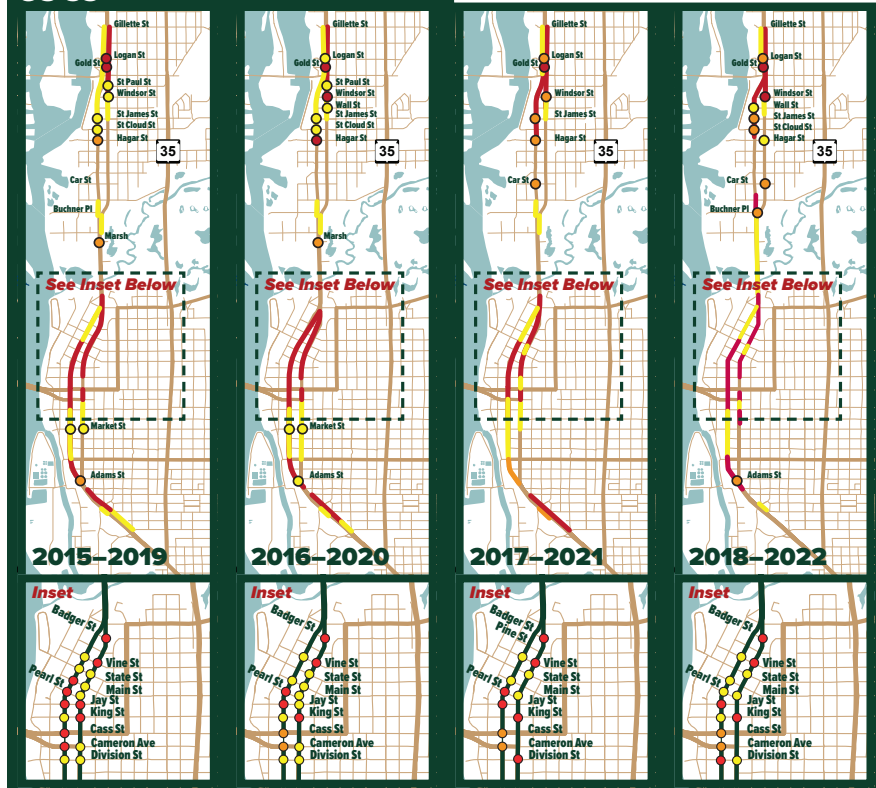 Gillette St
Logan St
Gold St
St Paul St
Windsor St
St James St
St Cloud St
Hagar St
35
Car St
Buchner Pl
Marsh
See Inset Below
Market St
Adams St
2015–2019
Gillette St
Logan St
Gold St
St Paul St
Windsor St
Wall St
St James St
St Cloud St
Hagar St
35
Marsh
See Inset Below
Market St
Adams St
2016–2020
Gillette St
Logan St
Gold St
Windsor St
St James St
Hagar St
35
Car St
See Inset Below
2017–2021
Gillette St
Logan St
Gold St
Windsor St
Wall St
St James St
St Cloud St
Hagar St
35
Car St
Buchner Pl
See Inset Below
Adams St
2018–2022
Inset
Badger St
Pearl St
Vine St
State St
Main St
Jay St
King St
Cass St
Cameron Ave
Division St
Inset
Badger St
Pearl St
Vine St
State St
Main St
Jay St
King St
Cass St
Cameron Ave
Division St
Inset
Badger St
Pine St
Pearl St
Vine St
State St
Main St
Jay St
King St
Cass St
Cameron Ave
Division St
Inset
Badger St
Pearl St
Vine St
State St
Main St
Jay St
King St
Cass St
Cameron Ave
Division St